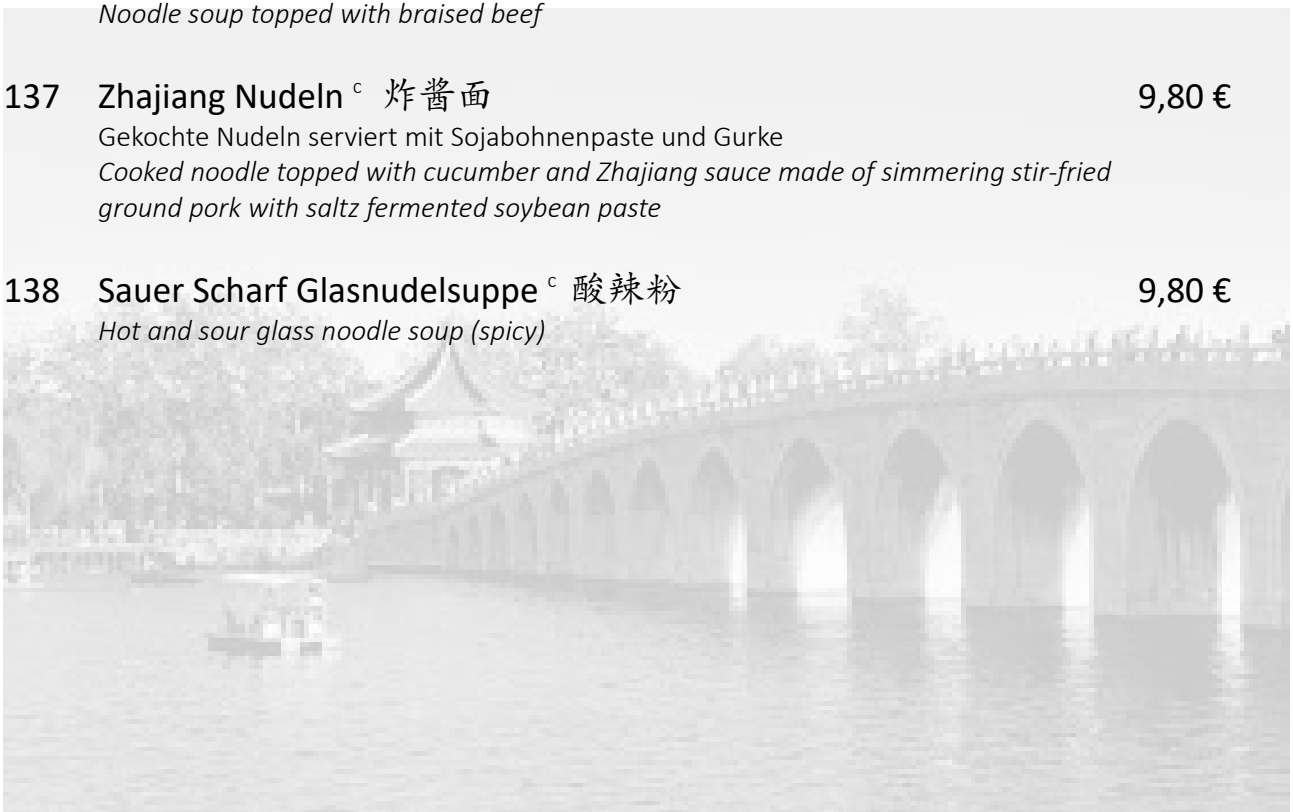 Noodle soup topped with braised beef
137 Zhajiang Nudeln ᶜ 炸酱面 9,80 €
Gekochte Nudeln serviert mit Sojabohnenpaste und Gurke
Cooked noodle topped with cucumber and Zhajiang sauce made of simmering stir-fried
ground pork with saltz fermented soybean paste
138 Sauer Scharf Glasnudelsuppe ᶜ 酸辣粉 9,80 €
Hot and sour glass noodle soup (spicy)